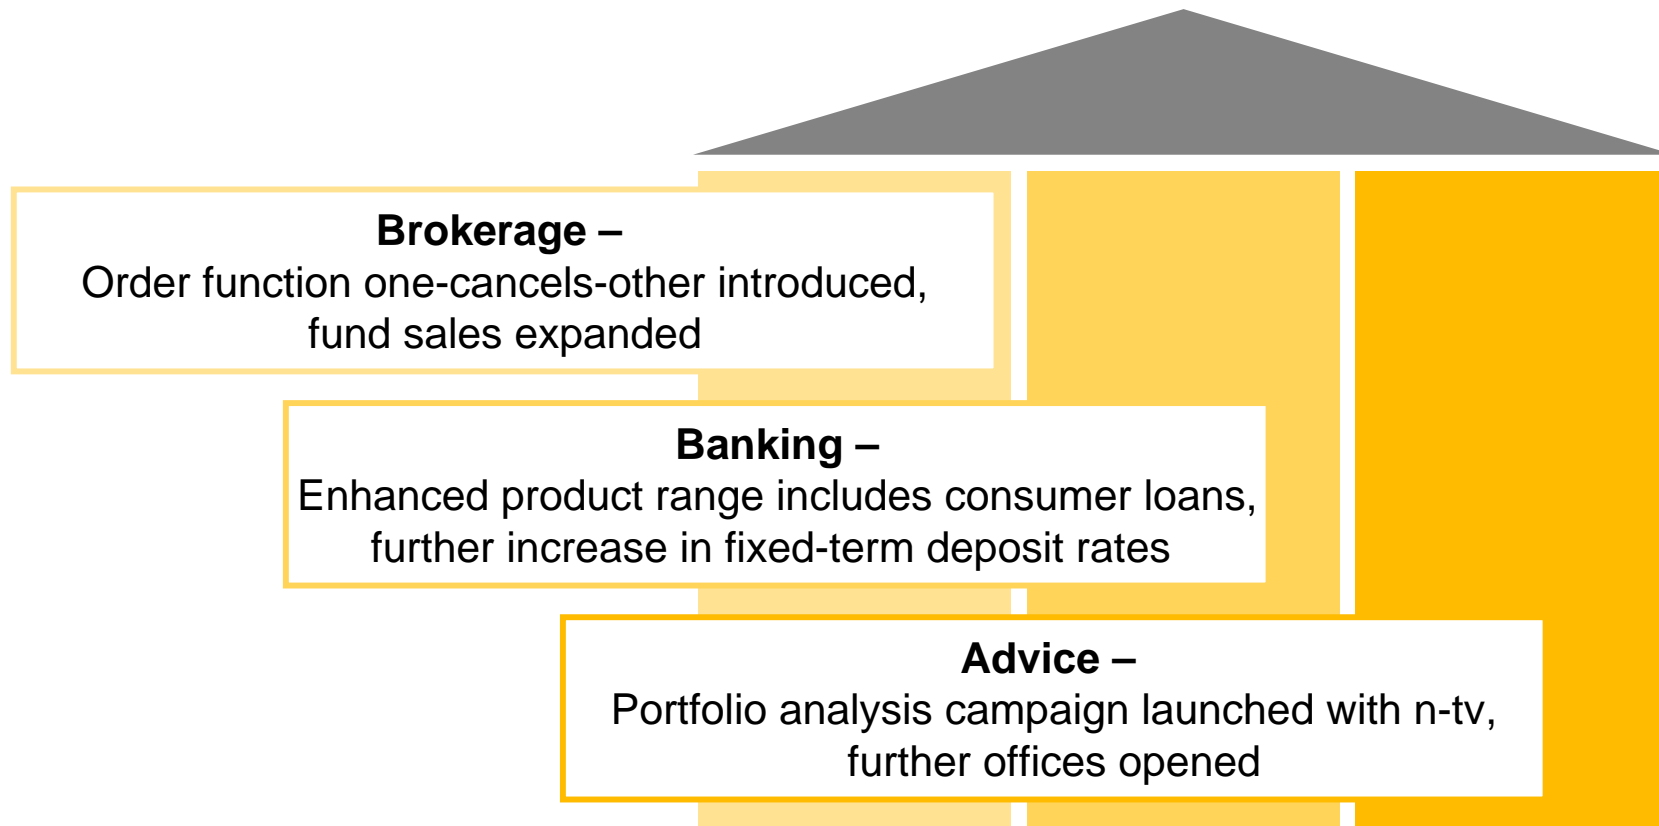 Brokerage –
Order function one-cancels-other introduced,
fund sales expanded
Banking –
Enhanced product range includes consumer loans,
further increase in fixed-term deposit rates
Advice –
Portfolio analysis campaign launched with n-tv,
further offices opened